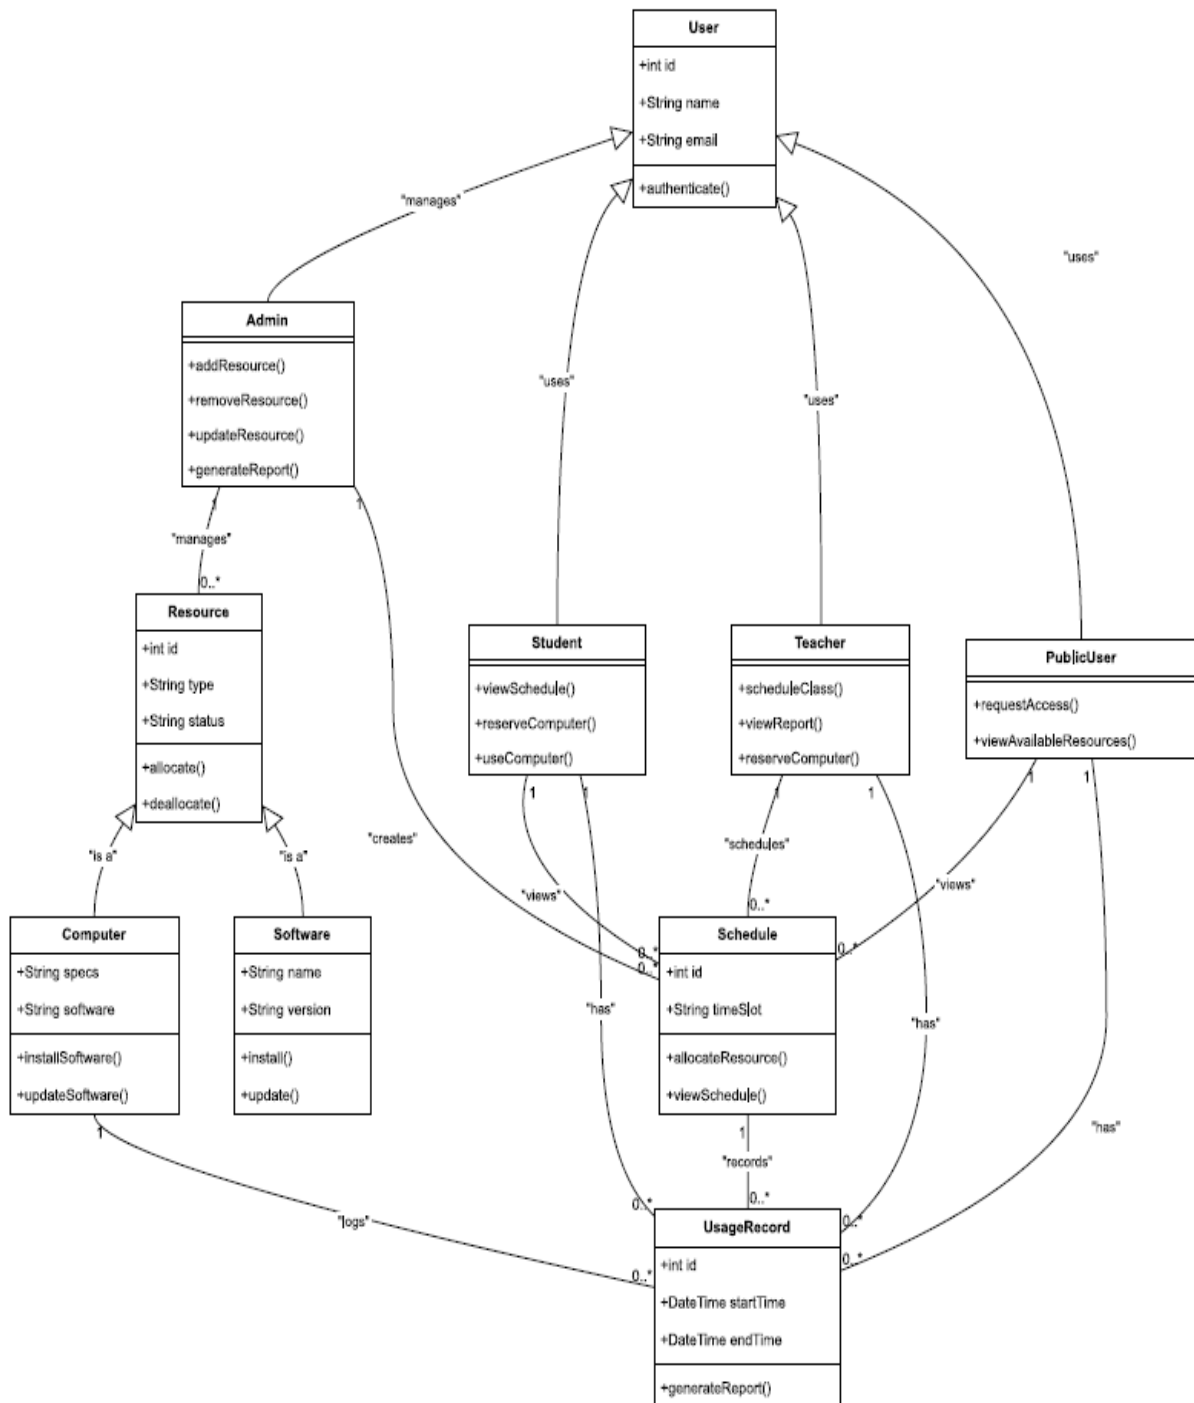 User
+int id
+String name
+String email
+authenticate()
"manages"
"uses"
Admin
+addResource()
+removeResource()
+updateResource()
+generateReport()
"uses"
"uses"
1
1
"manages"
0..*
Resource
+int id
+String type
+String status
+allocate()
+deallocate()
Student
+viewSchedule()
+reserveComputer()
+useComputer()
Teacher
+scheduleClass()
+viewReport()
+reserveComputer()
PublicUser
+requestAccess()
+viewAvailableResources()
1
1
1
1
1
1
"is a"
"is a"
"creates"
"schedules"
"views"
"views"
0..*
0..*
0..*
0..*
Computer
+String specs
+String software
+installSoftware()
+updateSoftware()
Software
+String name
+String version
+install()
+update()
Schedule
+int id
+String timeSlot
+allocateResource()
+viewSchedule()
"has"
"has"
"has"
1
1
"records"
"logs"
0..*
0..*
0..*
0..*
0..*
UsageRecord
+int id
+DateTime startTime
+DateTime endTime
+generateReport()